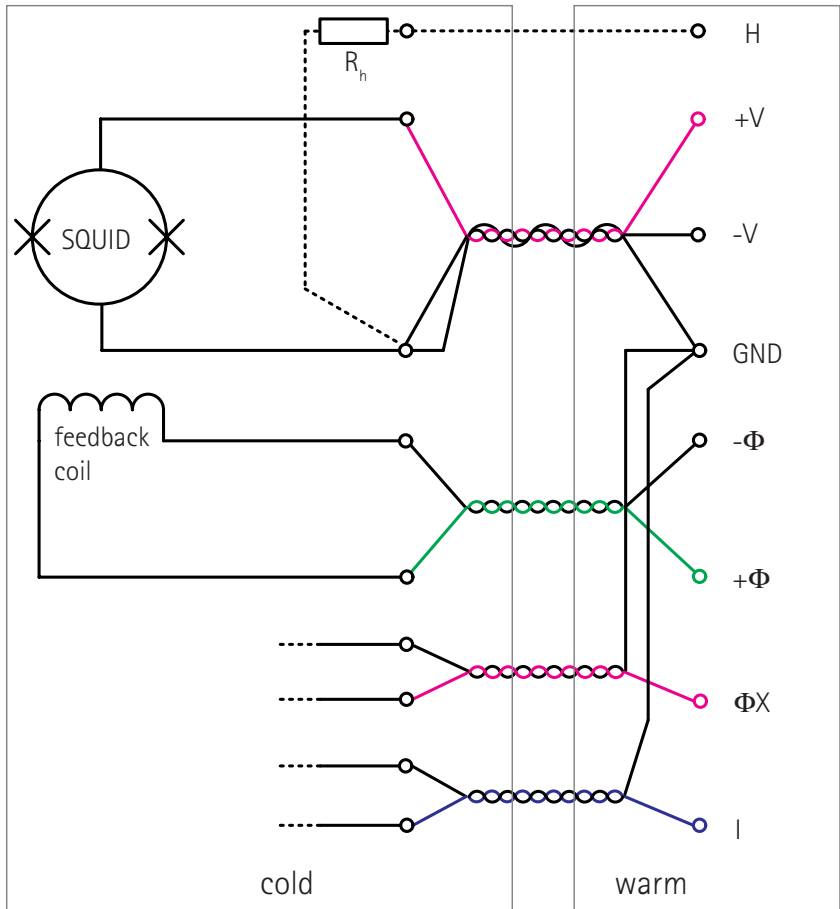 H
R_h
+V
SQUID
-V
GND
feedback
coil
-Φ
+Φ
ΦX
I
cold
warm